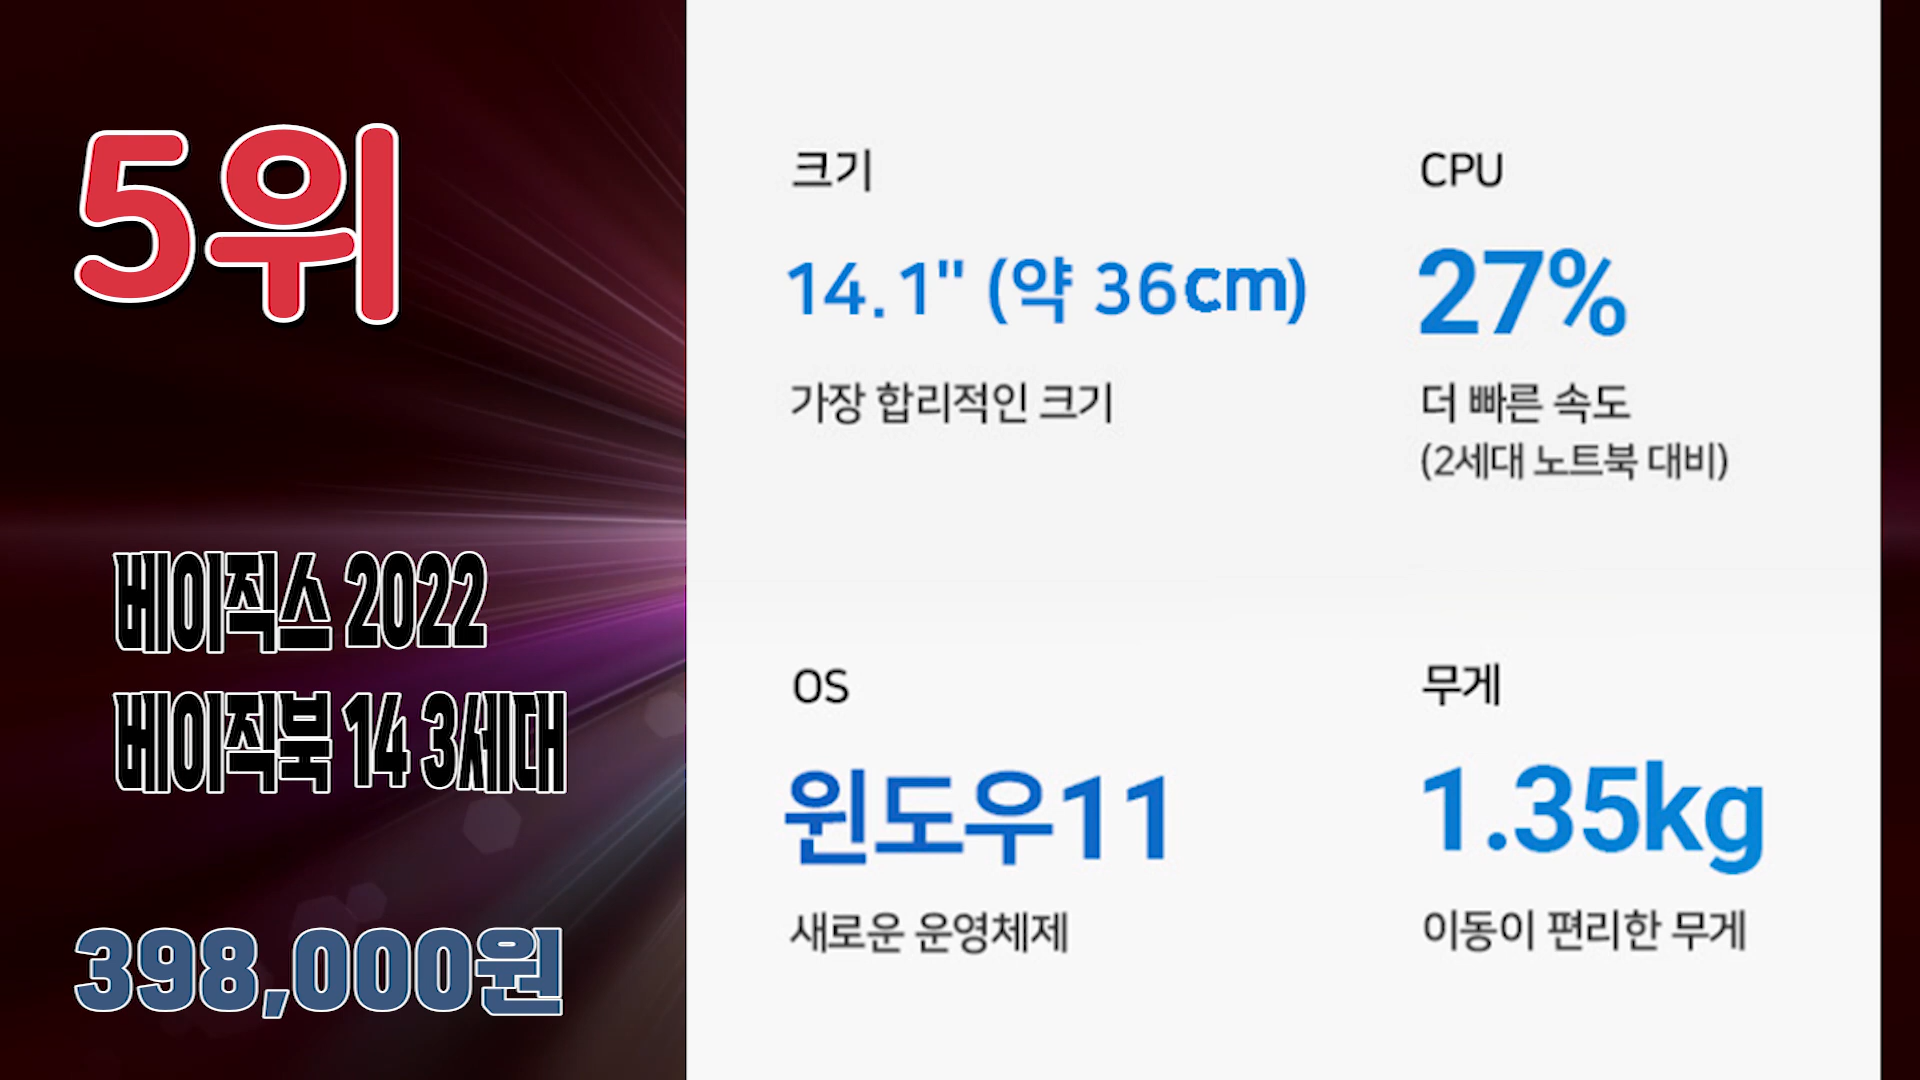 5위
베이직스 2022
베이직북 14 3세대
398,000원
크기
14.1" (약 36cm)
가장 합리적인 크기
CPU
27%
더 빠른 속도
(2세대 노트북 대비)
OS
윈도우11
새로운 운영체제
무게
1.35kg
이동이 편리한 무게